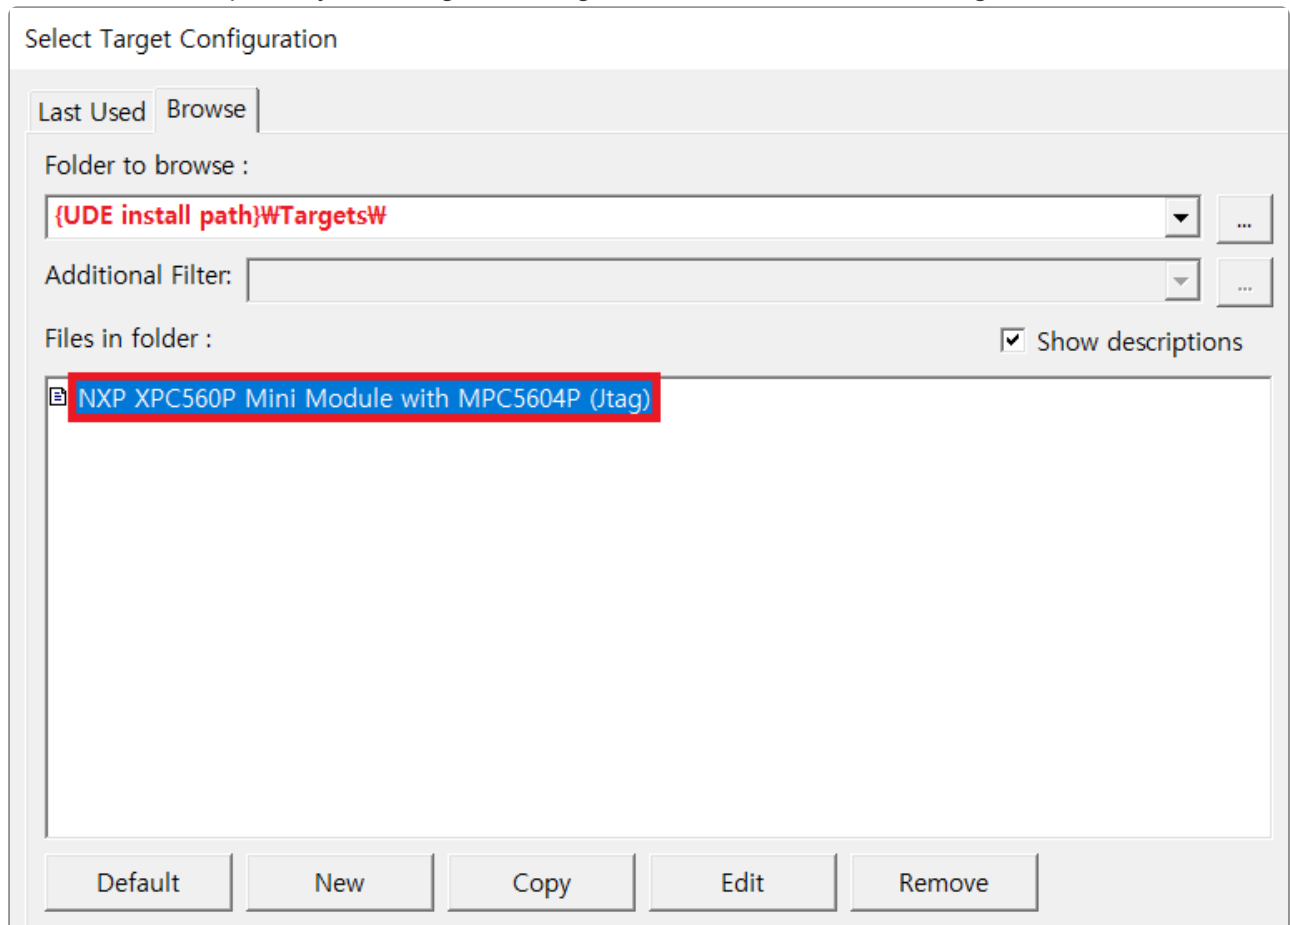 Select Target Configuration
Last Used Browse
Folder to browse :
{UDE install path}₩Targets₩
...
Additional Filter:
...
Files in folder :
Show descriptions
NXP XPC560P Mini Module with MPC5604P (Jtag)
Default New Copy Edit Remove